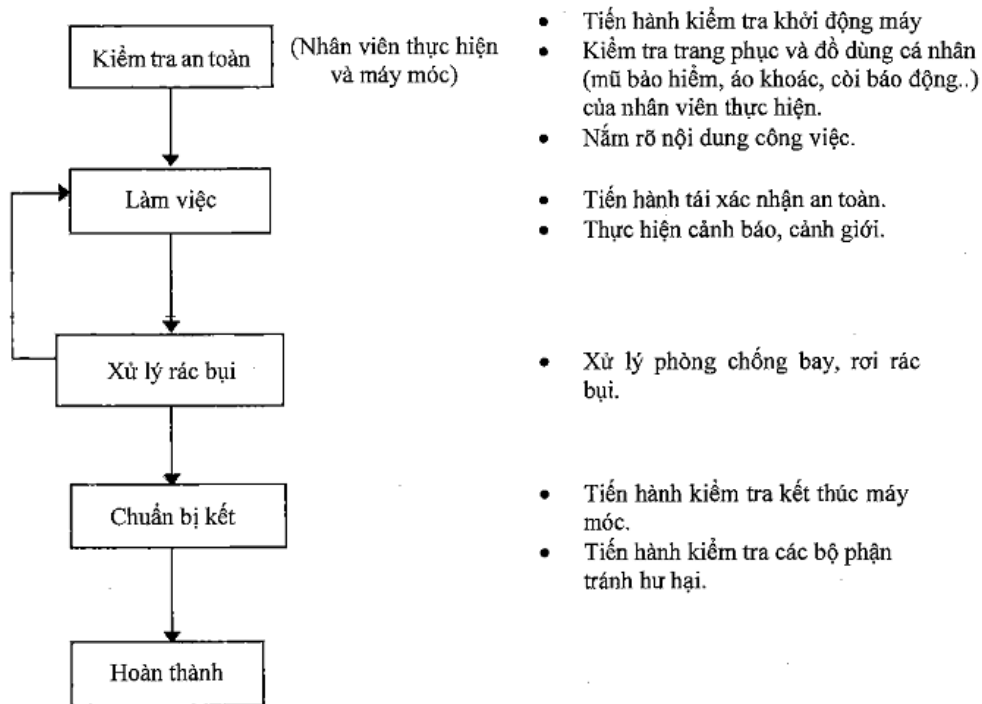 Kiểm tra an toàn
(Nhân viên thực hiện
và máy móc)
• Tiến hành kiểm tra khởi động máy
• Kiểm tra trang phục và đồ dùng cá nhân
(mũ bảo hiểm, áo khoác, còi báo động..)
của nhân viên thực hiện.
• Nắm rõ nội dung công việc.
Làm việc
• Tiến hành tái xác nhận an toàn.
• Thực hiện cảnh báo, cảnh giới.
Xử lý rác bụi
• Xử lý phòng chống bay, rơi rác
bụi.
Chuẩn bị kết
• Tiến hành kiểm tra kết thúc máy
móc.
• Tiến hành kiểm tra các bộ phận
tránh hư hại.
Hoàn thành